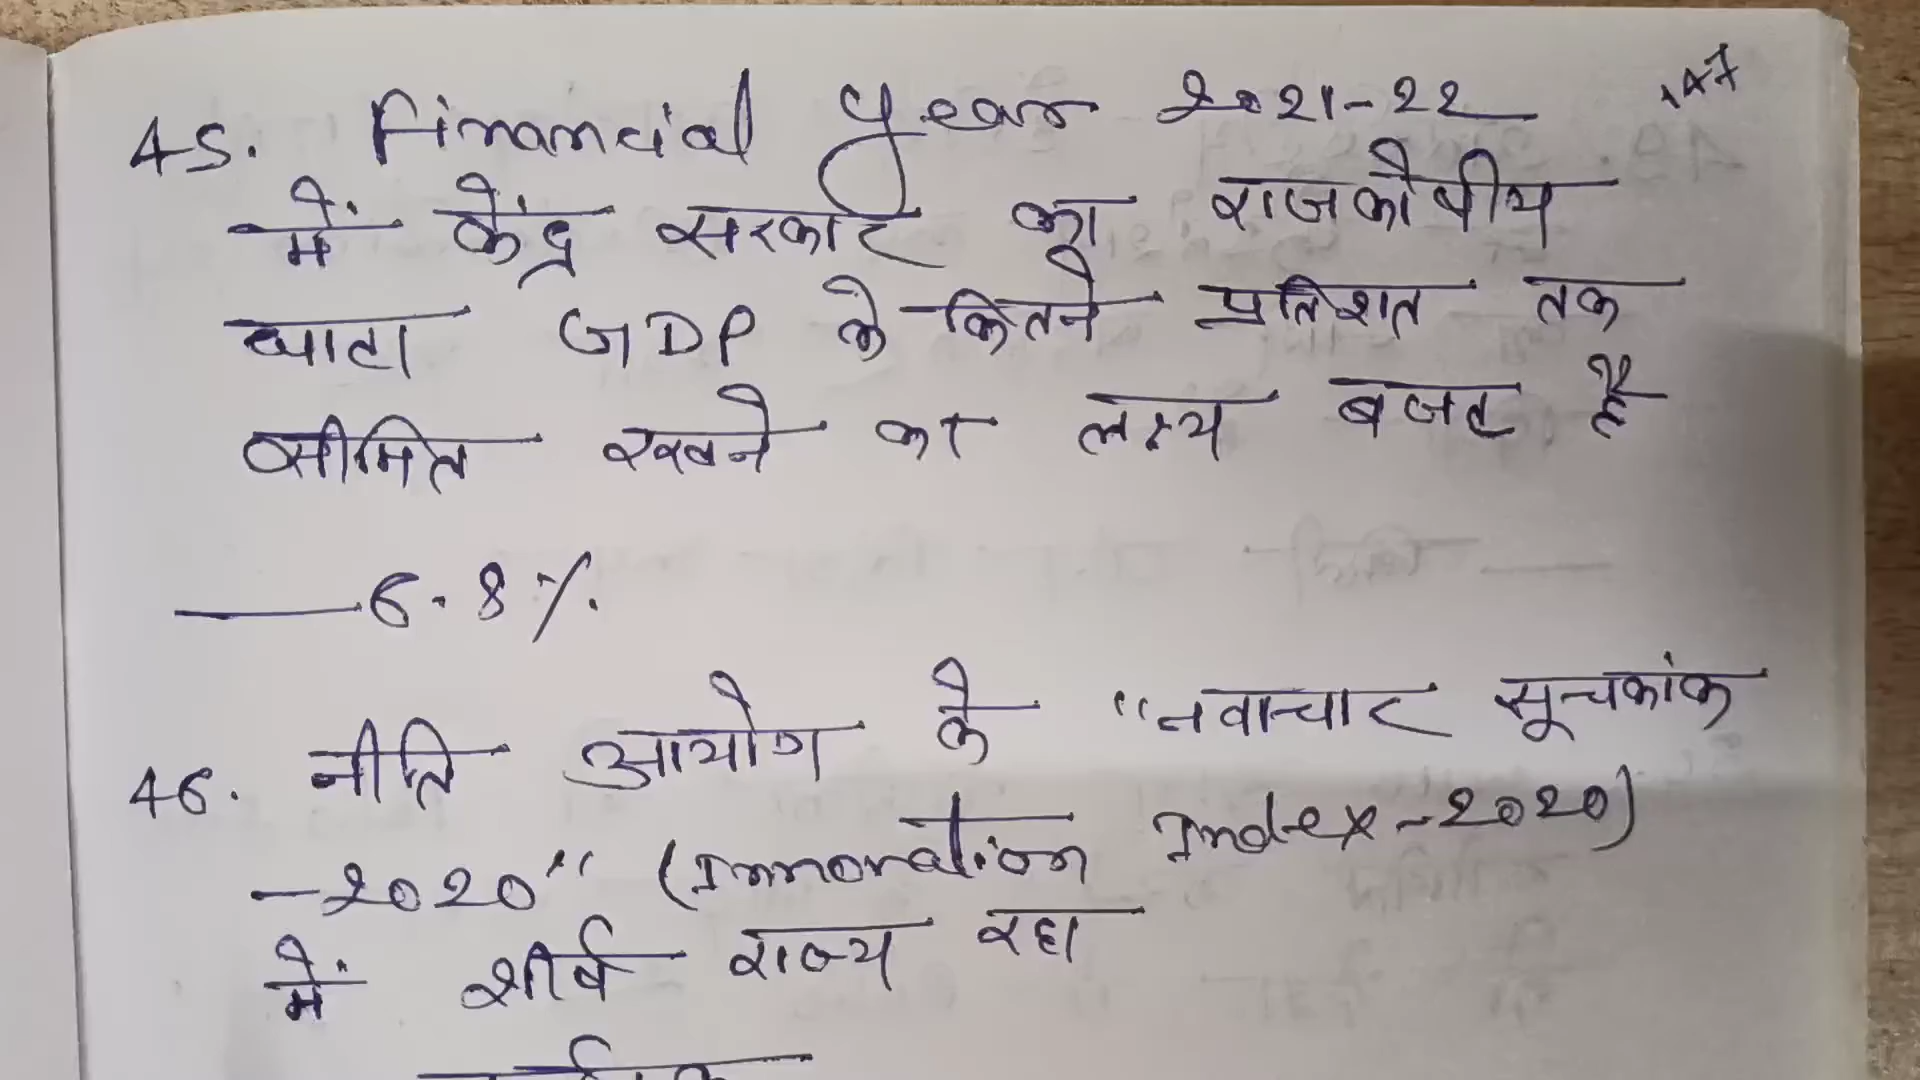 147
45. Financial Year 2021-22
में केंद्र सरकार का राजकोषीय
घाटा GDP के कितने प्रतिशत तक
सीमित रखने का लक्ष्य बजट है
6.8%.
46. नीति आयोग के "नवाचार सूचकांक
-2020" (Innovation Index-2020)
में शीर्ष राज्य रहा